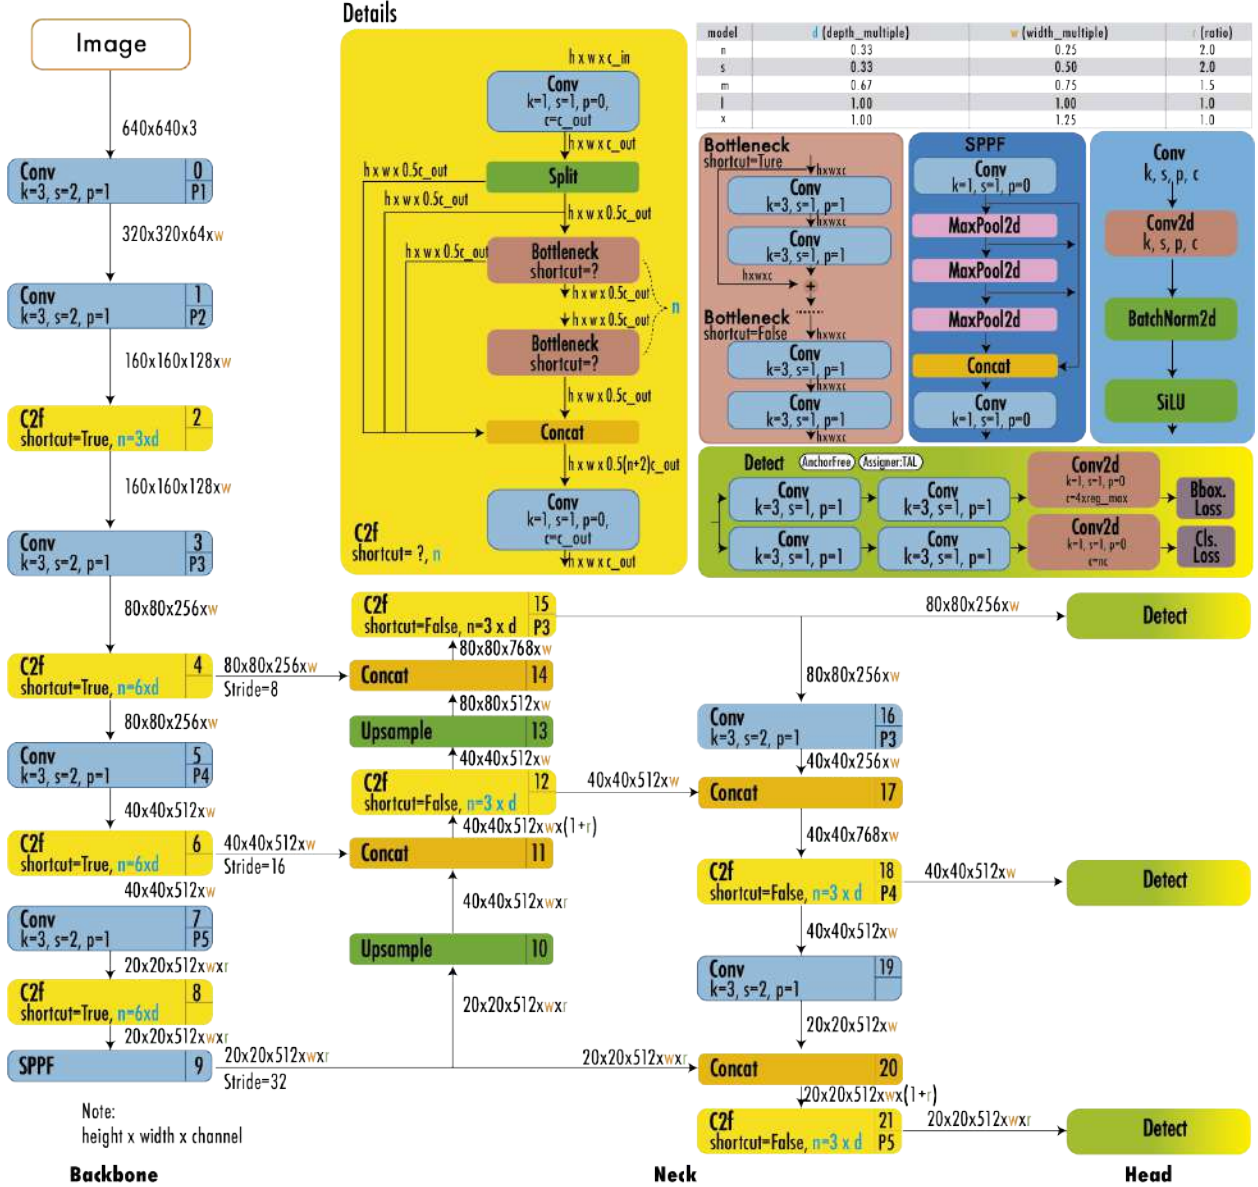 Image
640x640x3
Conv
k=3, s=2, p=1
0
P1
320x320x64xw
Conv
k=3, s=2, p=1
1
P2
160x160x128xw
C2f
shortcut=True, n=3xd
2
160x160x128xw
Conv
k=3, s=2, p=1
3
P3
80x80x256xw
C2f
shortcut=True, n=6xd
4
80x80x256xw
Stride=8
80x80x256xw
Conv
k=3, s=2, p=1
5
P4
40x40x512xw
C2f
shortcut=True, n=6xd
6
40x40x512xw
Stride=16
40x40x512xw
Conv
k=3, s=2, p=1
7
P5
20x20x512xwxr
C2f
shortcut=True, n=6xd
8
20x20x512xwxr
SPPF
9
20x20x512xwxr
Stride=32
Note:
height x width x channel
Backbone
Details
h x w x c_in
Conv
k=1, s=1, p=0,
c=c_out
h x w x c_out
Split
h x w x 0.5c_out
h x w x 0.5c_out
h x w x 0.5c_out
h x w x 0.5c_out
Bottleneck
shortcut=?
h x w x 0.5c_out
n
h x w x 0.5c_out
Bottleneck
shortcut=?
h x w x 0.5c_out
Concat
h x w x 0.5(n+2)c_out
Conv
k=1, s=1, p=0,
c=c_out
h x w x c_out
C2f
shortcut= ?, n
model d (depth_multiple) w (width_multiple) r (ratio)
n 0.33 0.25 2.0
s 0.33 0.50 2.0
m 0.67 0.75 1.5
l 1.00 1.00 1.0
x 1.00 1.25 1.0
Bottleneck
shortcut=Ture
hxwxc
Conv
k=3, s=1, p=1
hxwxc
Conv
k=3, s=1, p=1
hxwxc
+
Bottleneck
shortcut=False
hxwxc
Conv
k=3, s=1, p=1
hxwxc
Conv
k=3, s=1, p=1
hxwxc
SPPF
Conv
k=1, s=1, p=0
MaxPool2d
MaxPool2d
MaxPool2d
Concat
Conv
k=1, s=1, p=0
Conv
k, s, p, c
Conv2d
k, s, p, c
BatchNorm2d
SiLU
Detect
AnchorFree
Assigner:TAL
Conv
k=3, s=1, p=1
Conv
k=3, s=1, p=1
Conv2d
k=1, s=1, p=0
c=4xreg_max
Bbox.
Loss
Conv
k=3, s=1, p=1
Conv
k=3, s=1, p=1
Conv2d
k=1, s=1, p=0
c=nc
Cls.
Loss
C2f
shortcut=False, n=3 x d
15
P3
80x80x256xw
Detect
80x80x768xw
Concat
14
80x80x512xw
Upsample
13
40x40x512xw
C2f
shortcut=False, n=3 x d
12
40x40x512xw
40x40x512xwx(1+r)
Concat
11
40x40x512xwxr
Upsample
10
20x20x512xwxr
80x80x256xw
Conv
k=3, s=2, p=1
16
P3
40x40x256xw
Concat
17
40x40x768xw
C2f
shortcut=False, n=3 x d
18
P4
40x40x512xw
Detect
40x40x512xw
Conv
k=3, s=2, p=1
19
20x20x512xw
20x20x512xwxr
Concat
20
20x20x512xwx(1+r)
C2f
shortcut=False, n=3 x d
21
P5
20x20x512xwxr
Detect
Neck
Head